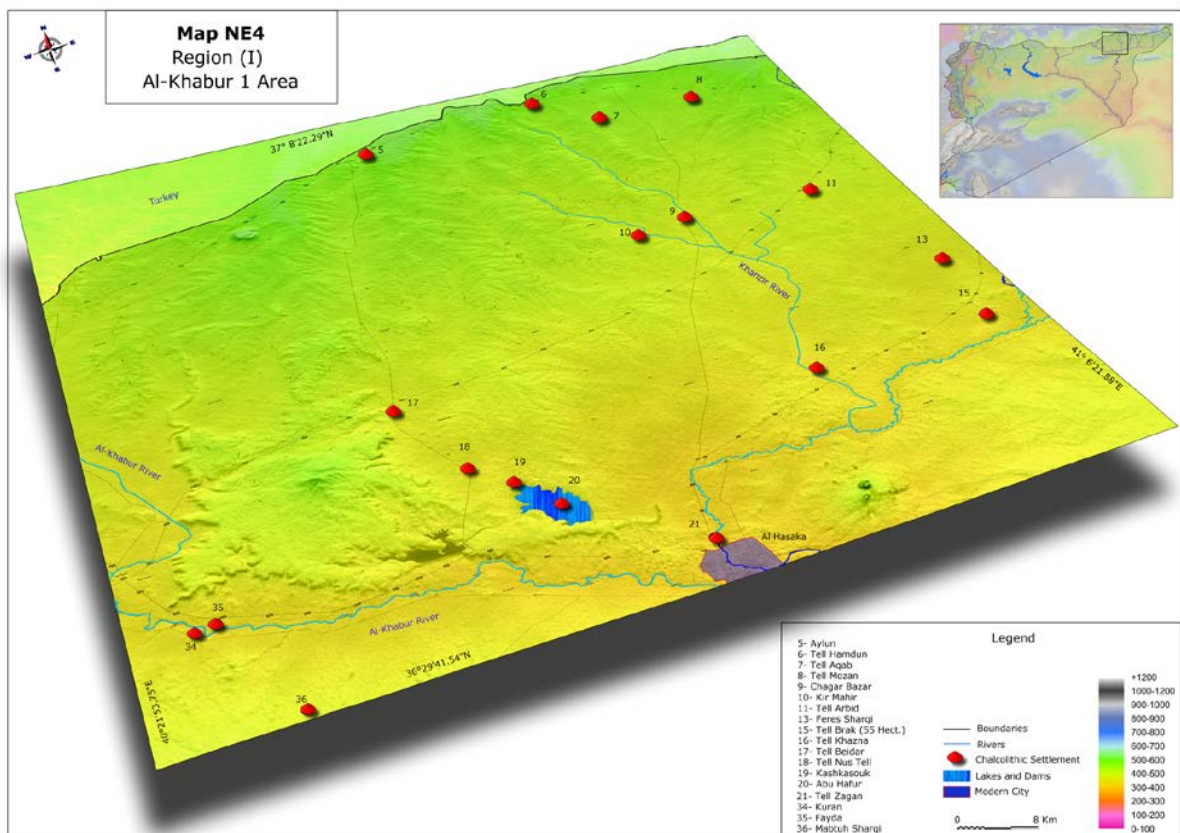 Map NE4
Region (I)
Al-Khabur 1 Area
37° 8'22.29"N
Turkey
5
6
7
8
9
10
11
13
15
16
Khanzir River
41° 6'21.88"E
17
18
19
20
21
Al Hasaka
Al-Khabur River
35
34
Al-Khabur River
36°29'41.54"N
36
40°21'53.75"E
Legend
5- Aylun
6- Tell Hamdun
7- Tell Aqab
8- Tell Mozan
9- Chagar Bazar
10- Kir Mahir
11- Tell Arbid
13- Feres Sharqi
15- Tell Brak (55 Hect.)
16- Tell Khazna
17- Tell Beidar
18- Tell Nus Tell
19- Kashkasouk
20- Abu Hafur
21- Tell Zagan
34- Kuran
35- Fayda
36- Mabtuh Sharqi
Boundaries
Rivers
Chalcolithic Settlement
Lakes and Dams
Modern City
0 8 Km
+1200
1000-1200
900-1000
800-900
700-800
600-700
500-600
400-500
300-400
200-300
100-200
0-100